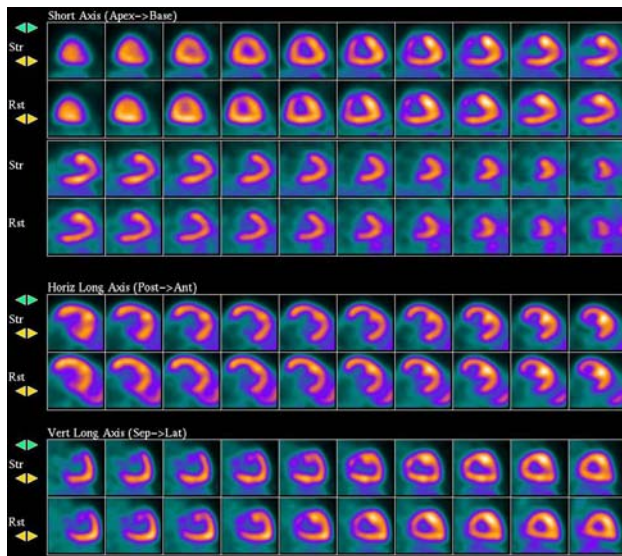 Short Axis (Apex->Base)
Str
Rst
Str
Rst
Horiz Long Axis (Post->Ant)
Str
Rst
Vert Long Axis (Sep->Lat)
Str
Rst